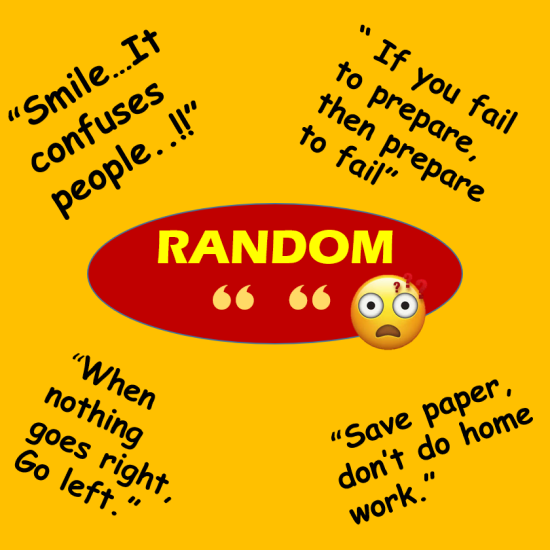 “Smile...It
confuses
people..!!”
“ If you fail
to prepare,
then prepare
to fail”
RANDOM
“ “
???
“When
nothing
goes right,
Go left.”
“Save paper,
don't do home
work.”